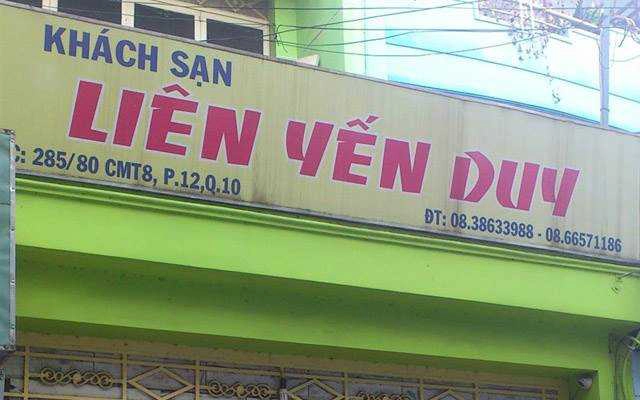 KHÁCH SẠN
LIÊN YẾN DUY
C: 285/80 CMT8, P.12,Q.10
ĐT: 08.38633988 - 08.66571186